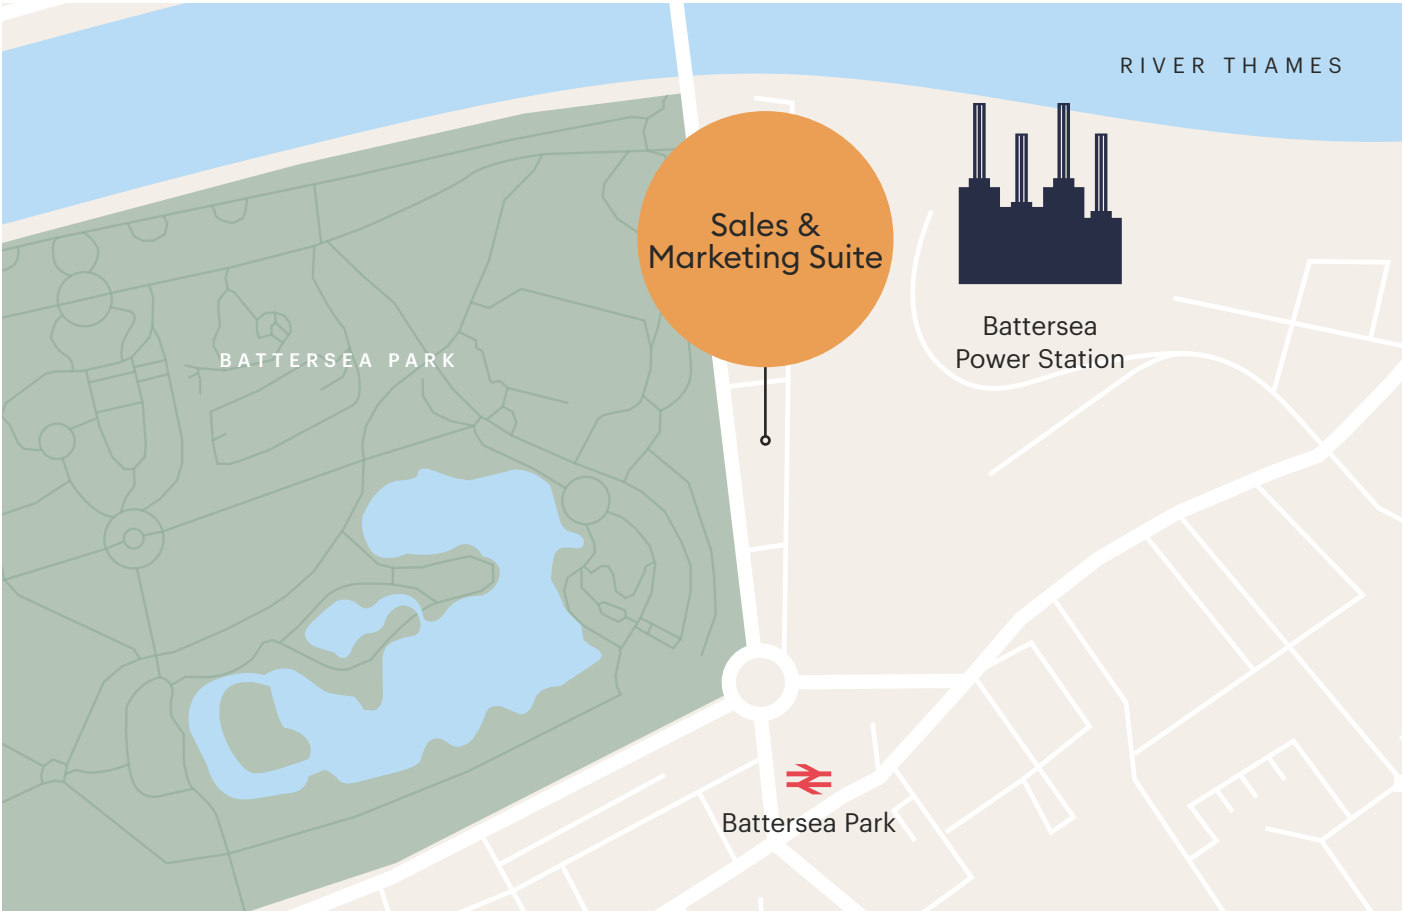 RIVER THAMES
Sales &
Marketing Suite
Battersea
Power Station
BATTERSEA PARK
Battersea Park